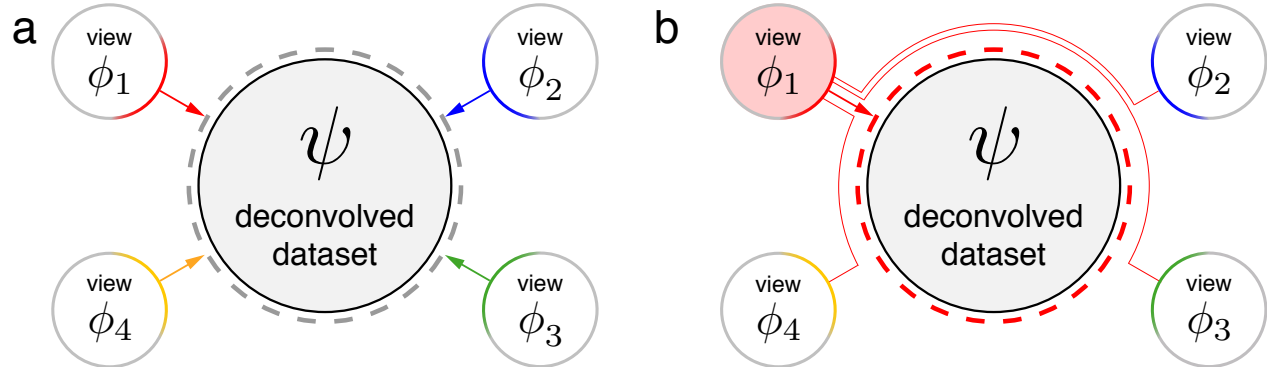 a
view
ϕ1
view
ϕ2
ψ
deconvolved
dataset
view
ϕ4
view
ϕ3
b
view
ϕ1
view
ϕ2
ψ
deconvolved
dataset
view
ϕ4
view
ϕ3